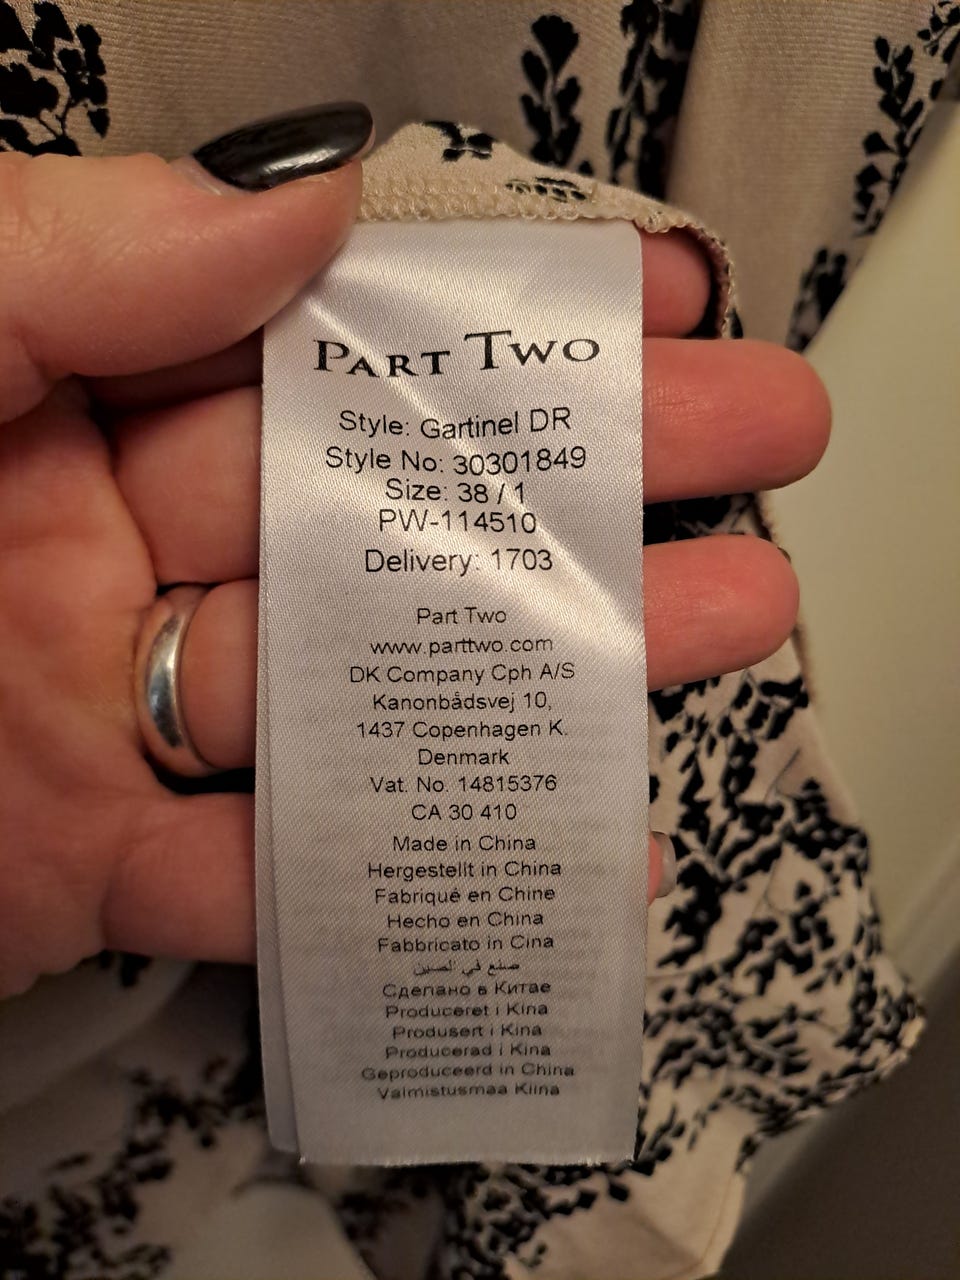 PART TWO
Style: Gartinel DR
Style No: 30301849
Size: 38 / 1
PW-114510
Delivery: 1703
Part Two
www.parttwo.com
DK Company Cph A/S
Kanonbådsvej 10,
1437 Copenhagen K.
Denmark
Vat. No. 14815376
CA 30 410
Made in China
Hergestellt in China
Fabriqué en Chine
Hecho en China
Fabbricato in Cina
صنع في الصين
Сделано в Китае
Produceret i Kina
Produsert i Kina
Producerad i Kina
Geproduceerd in China
Valmistusmaa Kiina